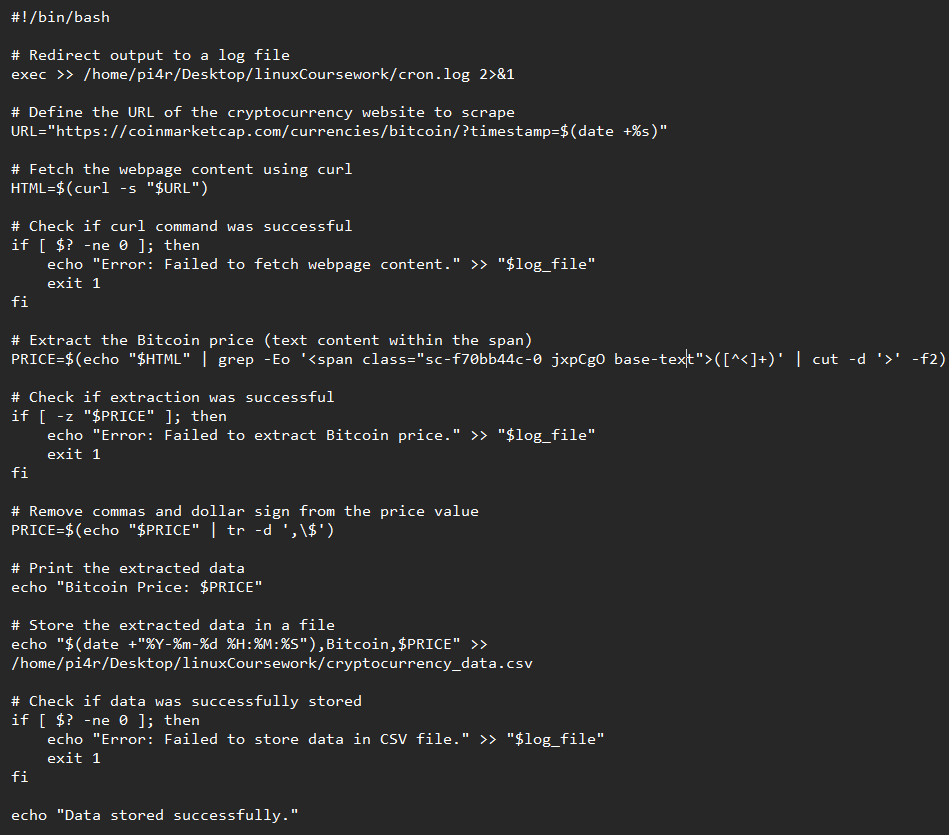 #!/bin/bash

# Redirect output to a log file
exec >> /home/pi4r/Desktop/linuxCoursework/cron.log 2>&1

# Define the URL of the cryptocurrency website to scrape
URL="https://coinmarketcap.com/currencies/bitcoin/?timestamp=$(date +%s)"

# Fetch the webpage content using curl
HTML=$(curl -s "$URL")

# Check if curl command was successful
if [ $? -ne 0 ]; then
    echo "Error: Failed to fetch webpage content." >> "$log_file"
    exit 1
fi

# Extract the Bitcoin price (text content within the span)
PRICE=$(echo "$HTML" | grep -Eo '<span class="sc-f70bb44c-0 jxpCgO base-text">([^<]+)' | cut -d '>' -f2)

# Check if extraction was successful
if [ -z "$PRICE" ]; then
    echo "Error: Failed to extract Bitcoin price." >> "$log_file"
    exit 1
fi

# Remove commas and dollar sign from the price value
PRICE=$(echo "$PRICE" | tr -d ',\$')

# Print the extracted data
echo "Bitcoin Price: $PRICE"

# Store the extracted data in a file
echo "$(date +"%Y-%m-%d %H:%M:%S"),Bitcoin,$PRICE" >>
/home/pi4r/Desktop/linuxCoursework/cryptocurrency_data.csv

# Check if data was successfully stored
if [ $? -ne 0 ]; then
    echo "Error: Failed to store data in CSV file." >> "$log_file"
    exit 1
fi

echo "Data stored successfully."